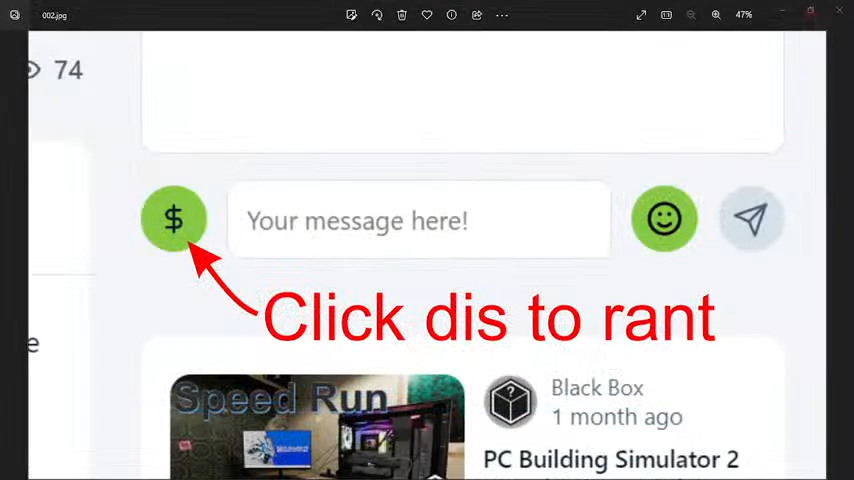 002.jpg
47%
74
$
Your message here!
Click dis to rant
e
Speed Run
Black Box
1 month ago
?
PC Building Simulator 2